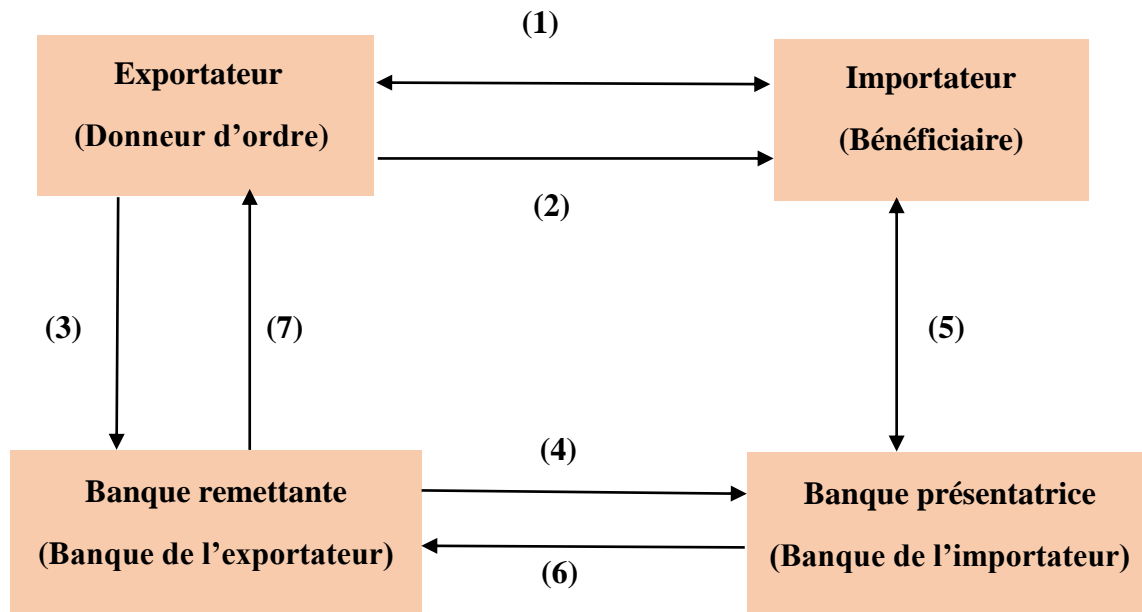 (1)
Exportateur
(Donneur d’ordre)
Importateur
(Bénéficiaire)
(2)
(3)
(7)
(5)
(4)
Banque remettante
(Banque de l’exportateur)
Banque présentatrice
(Banque de l’importateur)
(6)